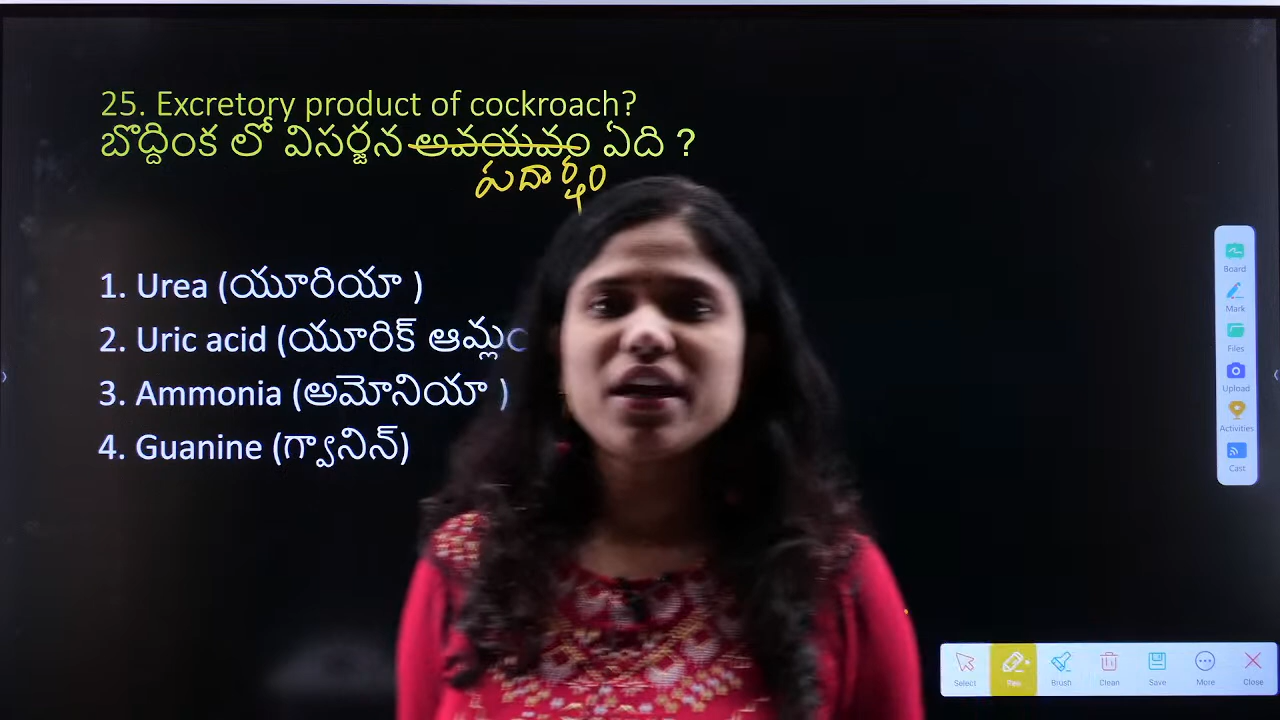 25. Excretory product of cockroach?
బొద్దింక లో విసర్జన అవయవం ఏది ?
పదార్థం
1. Urea (యూరియా )
2. Uric acid (యూరిక్ ఆమ్లం
3. Ammonia (అమోనియా )
4. Guanine (గ్వానిన్)
Board
Mark
Files
Upload
Activities
Cast
Select
Pen
Brush
Clean
Save
More
Close